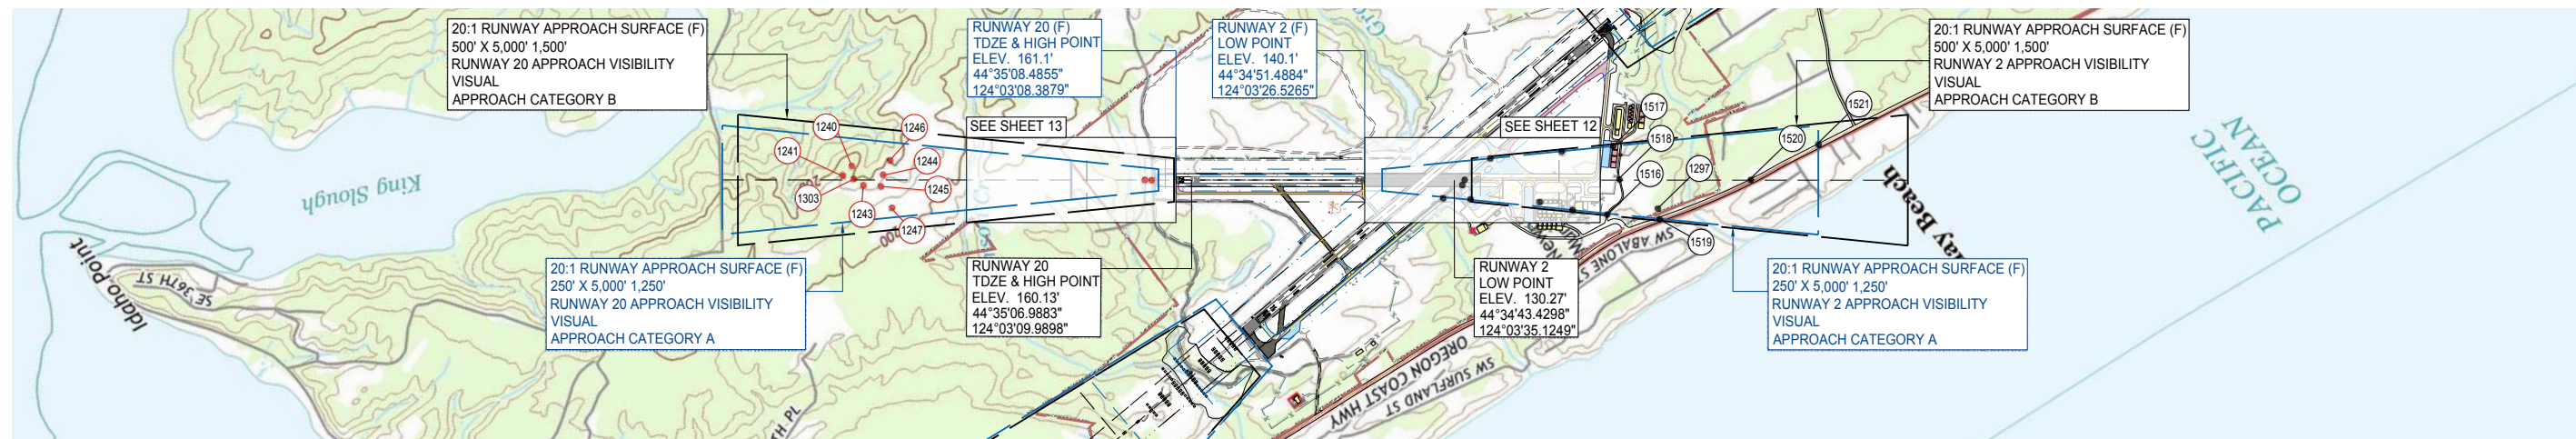 20:1 RUNWAY APPROACH SURFACE (F)
500' X 5,000' 1,500'
RUNWAY 20 APPROACH VISIBILITY
VISUAL
APPROACH CATEGORY B
RUNWAY 20 (F)
TDZE & HIGH POINT
ELEV. 161.1'
44°35'08.4855"
124°03'08.3879"
RUNWAY 2 (F)
LOW POINT
ELEV. 140.1'
44°34'51.4884"
124°03'26.5265"
20:1 RUNWAY APPROACH SURFACE (F)
500' X 5,000' 1,500'
RUNWAY 2 APPROACH VISIBILITY
VISUAL
APPROACH CATEGORY B
SEE SHEET 13
SEE SHEET 12
1240
1246
1241
1244
1245
1303
1243
1247
1517
1518
1516
1297
1519
1520
1521
King Slough
Idaho Point
SE 36TH ST
PACIFIC
OCEAN
Beach
SW ABALONE ST
OREGON COAST HWY
SW SURFLAND ST
20:1 RUNWAY APPROACH SURFACE (F)
250' X 5,000' 1,250'
RUNWAY 20 APPROACH VISIBILITY
VISUAL
APPROACH CATEGORY A
RUNWAY 20
TDZE & HIGH POINT
ELEV. 160.13'
44°35'06.9883"
124°03'09.9898"
RUNWAY 2
LOW POINT
ELEV. 130.27'
44°34'43.4298"
124°03'35.1249"
20:1 RUNWAY APPROACH SURFACE (F)
250' X 5,000' 1,250'
RUNWAY 2 APPROACH VISIBILITY
VISUAL
APPROACH CATEGORY A